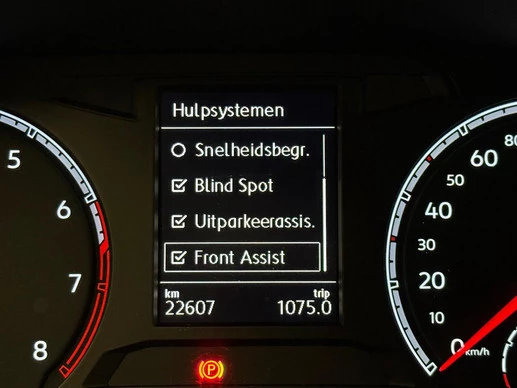 Hulpsystemen
Snelheidsbegr.
Blind Spot
Uitparkeerassis.
Front Assist
km trip
22607 1075.0
5
6
7
8
80
60
50
40
30
20
10
0 km/h
P